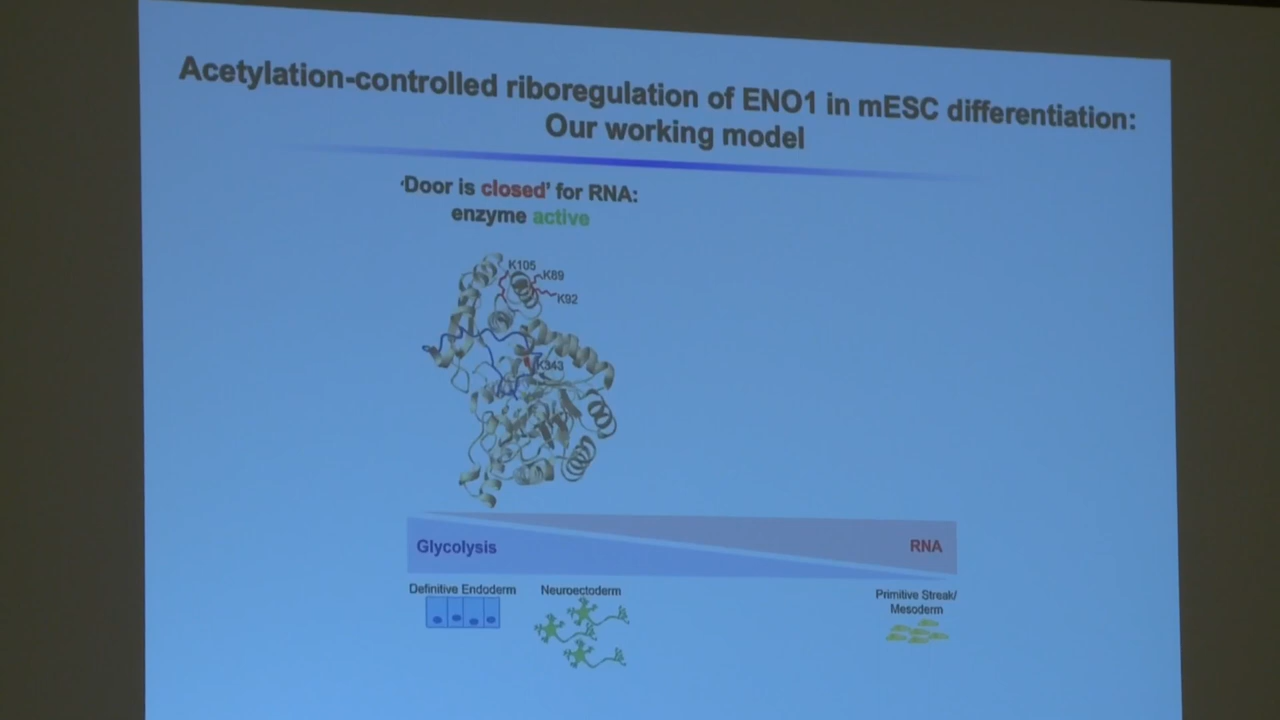 Acetylation-controlled riboregulation of ENO1 in mESC differentiation:
Our working model
‘Door is closed’ for RNA:
enzyme active
K105
K89
K92
K343
Glycolysis
RNA
Definitive Endoderm
Neuroectoderm
Primitive Streak/
Mesoderm